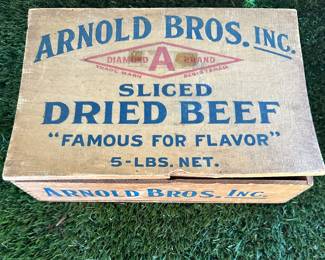 ARNOLD BROS. INC.
DIAMOND A BRAND
TRADE MARK REGISTERED
SLICED
DRIED BEEF
"FAMOUS FOR FLAVOR"
5-LBS. NET.
ARNOLD BROS. INC.